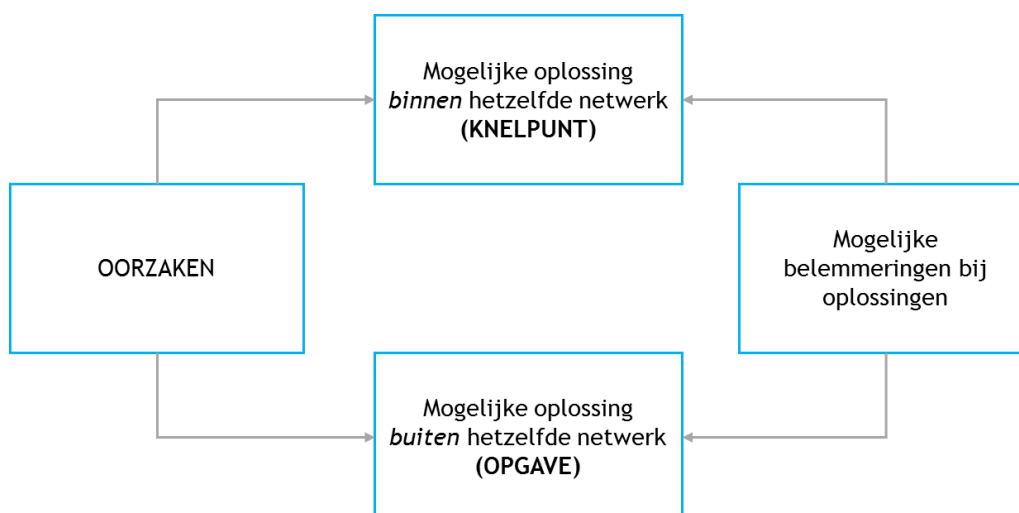 Mogelijke oplossing
binnen hetzelfde netwerk
(KNELPUNT)
OORZAKEN
Mogelijke
belemmeringen bij
oplossingen
Mogelijke oplossing
buiten hetzelfde netwerk
(OPGAVE)